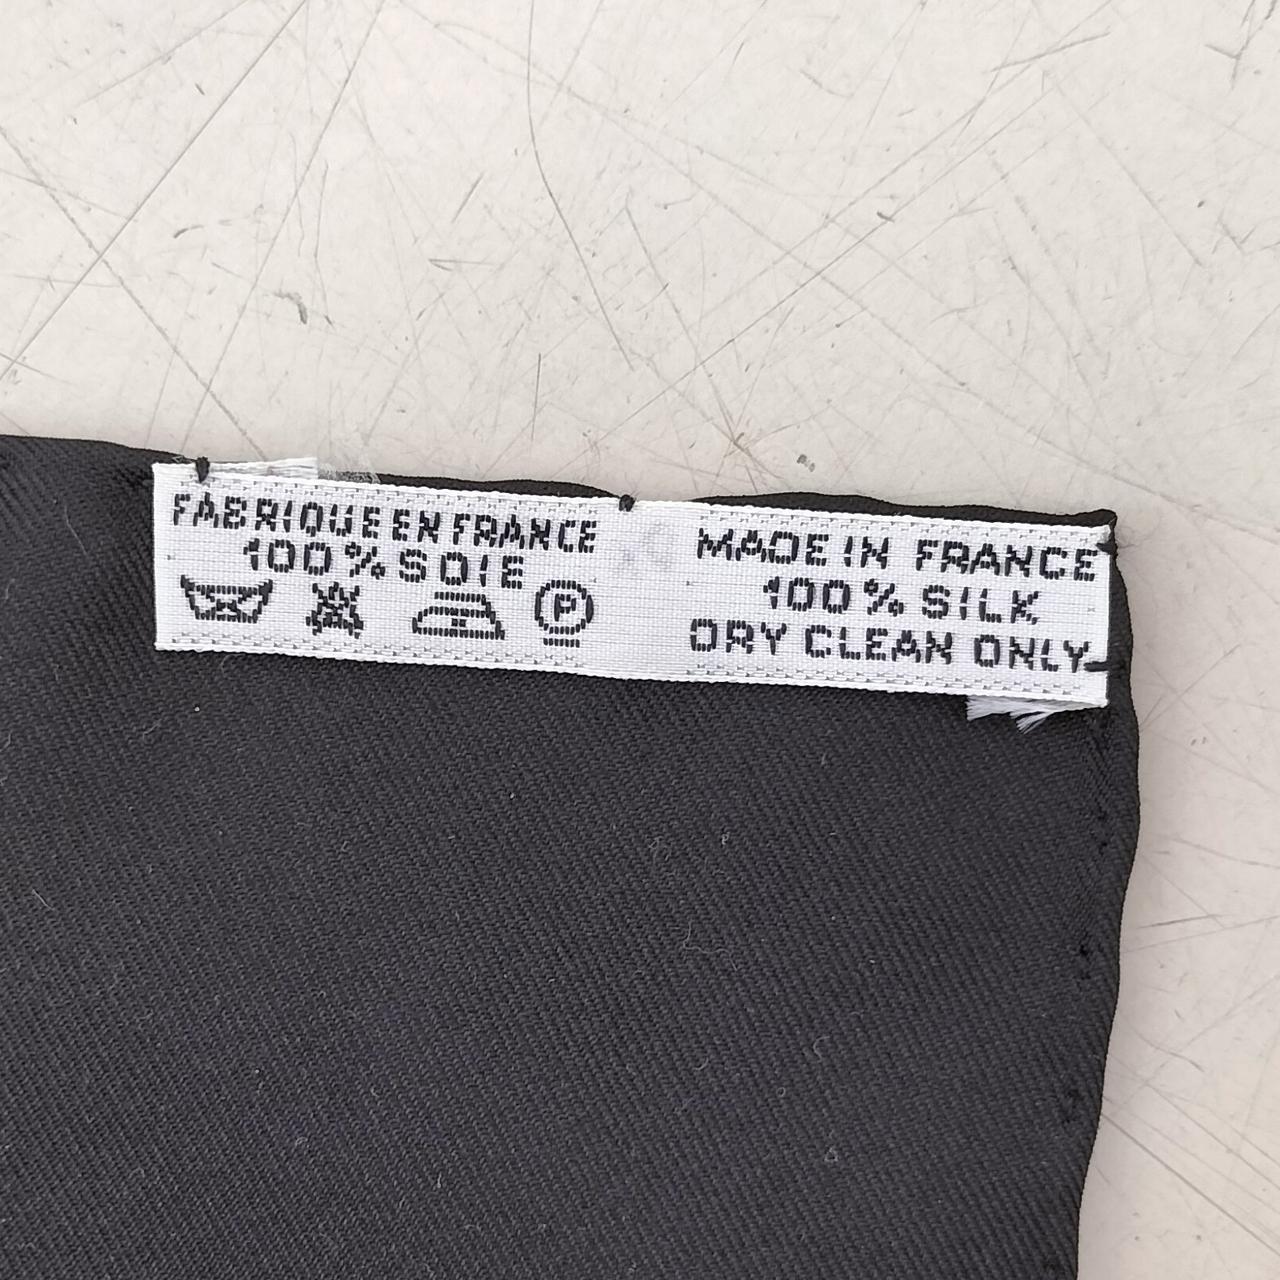 FABRIQUE EN FRANCE
100% SOIE
P
MADE IN FRANCE
100% SILK
DRY CLEAN ONLY